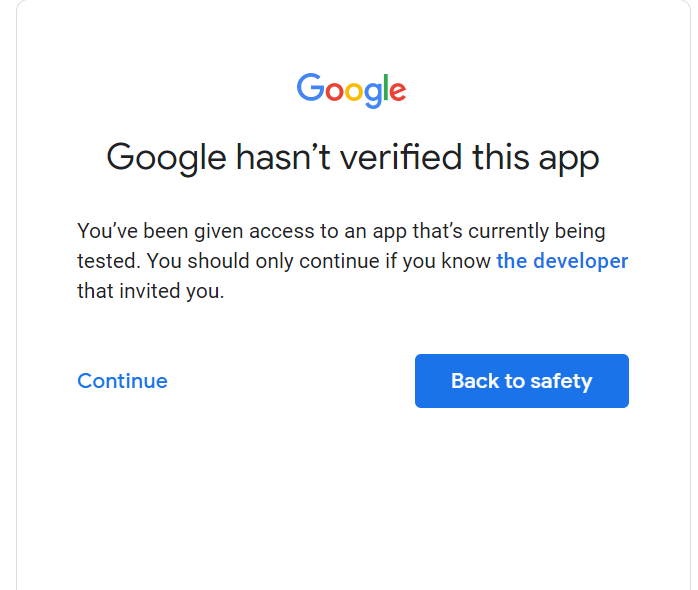 Google
Google hasn’t verified this app
You’ve been given access to an app that’s currently being
tested. You should only continue if you know the developer
that invited you.
Continue
Back to safety